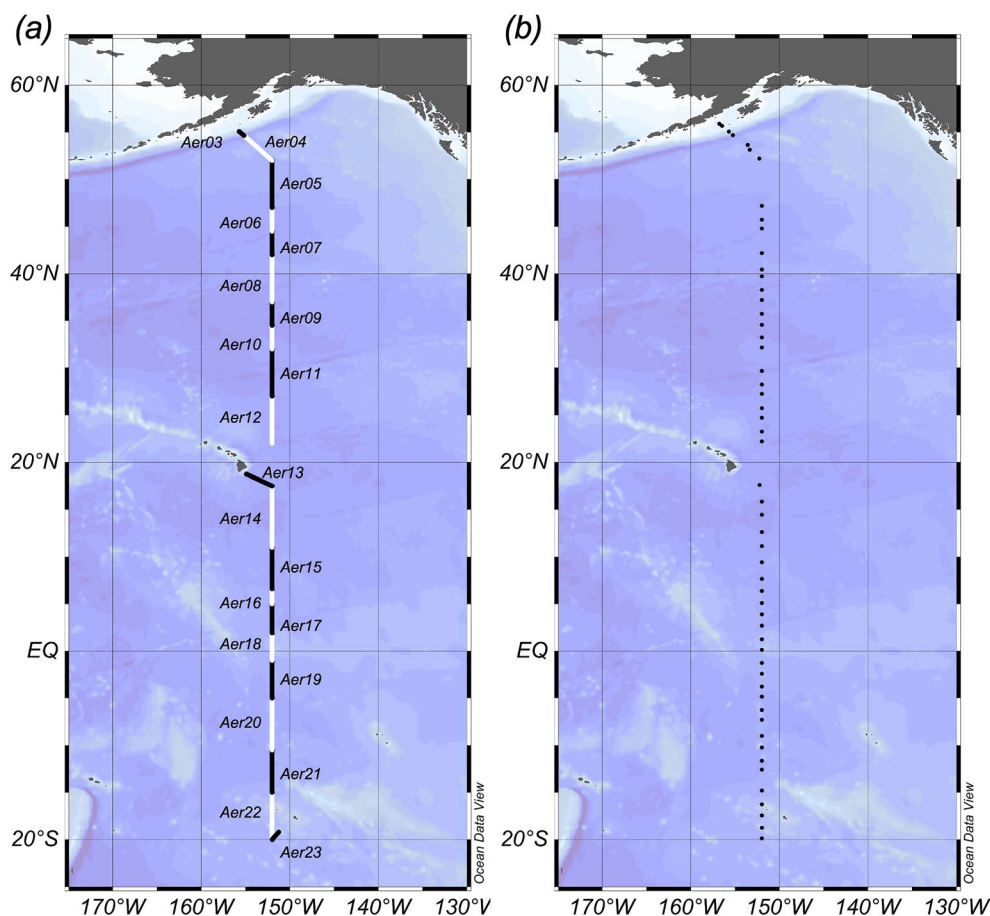 (a)
(b)
60°N
40°N
20°N
EQ
20°S
170°W
160°W
150°W
140°W
130°W
Aer03
Aer04
Aer05
Aer06
Aer07
Aer08
Aer09
Aer10
Aer11
Aer12
Aer13
Aer14
Aer15
Aer16
Aer17
Aer18
Aer19
Aer20
Aer21
Aer22
Aer23
Ocean Data View
60°N
40°N
20°N
EQ
20°S
170°W
160°W
150°W
140°W
130°W
Ocean Data View